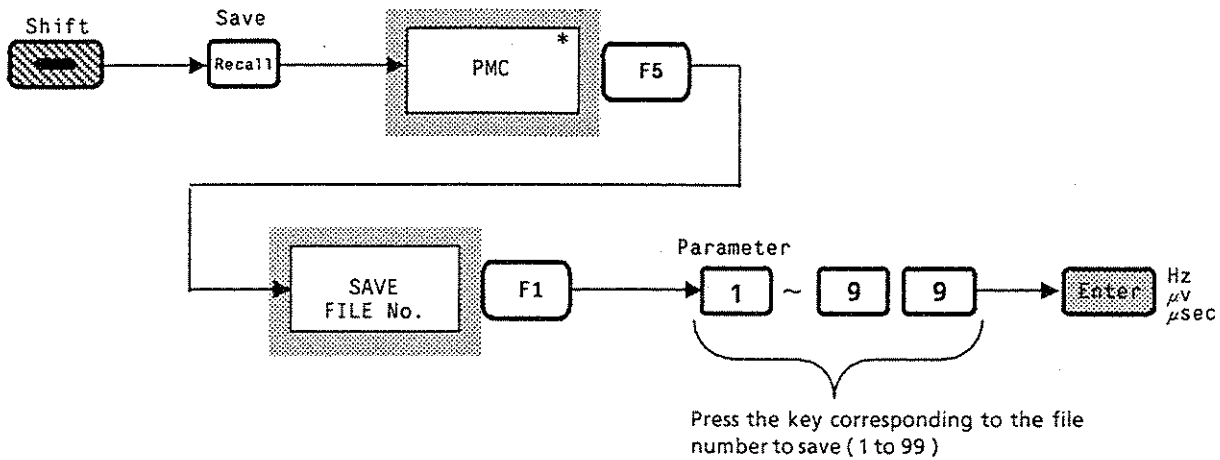 Shift
Save
Recall
PMC *
F5
SAVE
FILE No.
F1
Parameter
1 ~ 9 9
Enter
Hz
μv
μsec
Press the key corresponding to the file
number to save ( 1 to 99 )